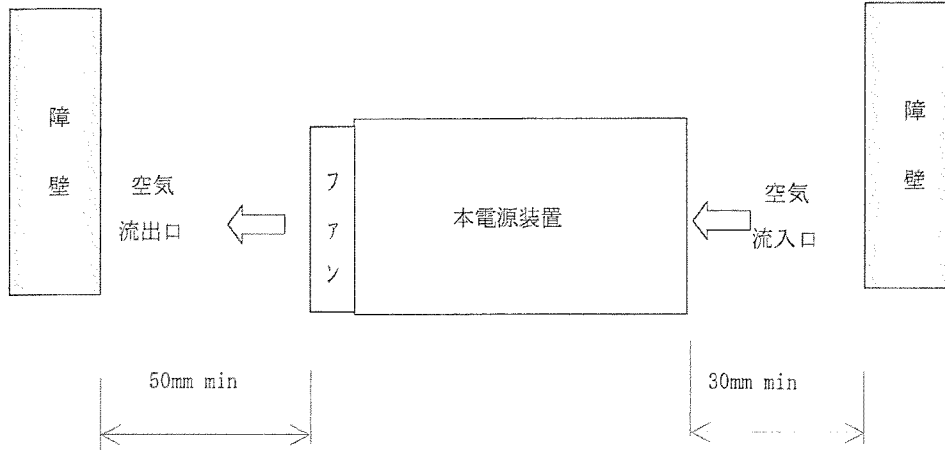 障
壁
空気
流出口
ファン
本電源装置
空気
流入口
障
壁
50mm min
30mm min